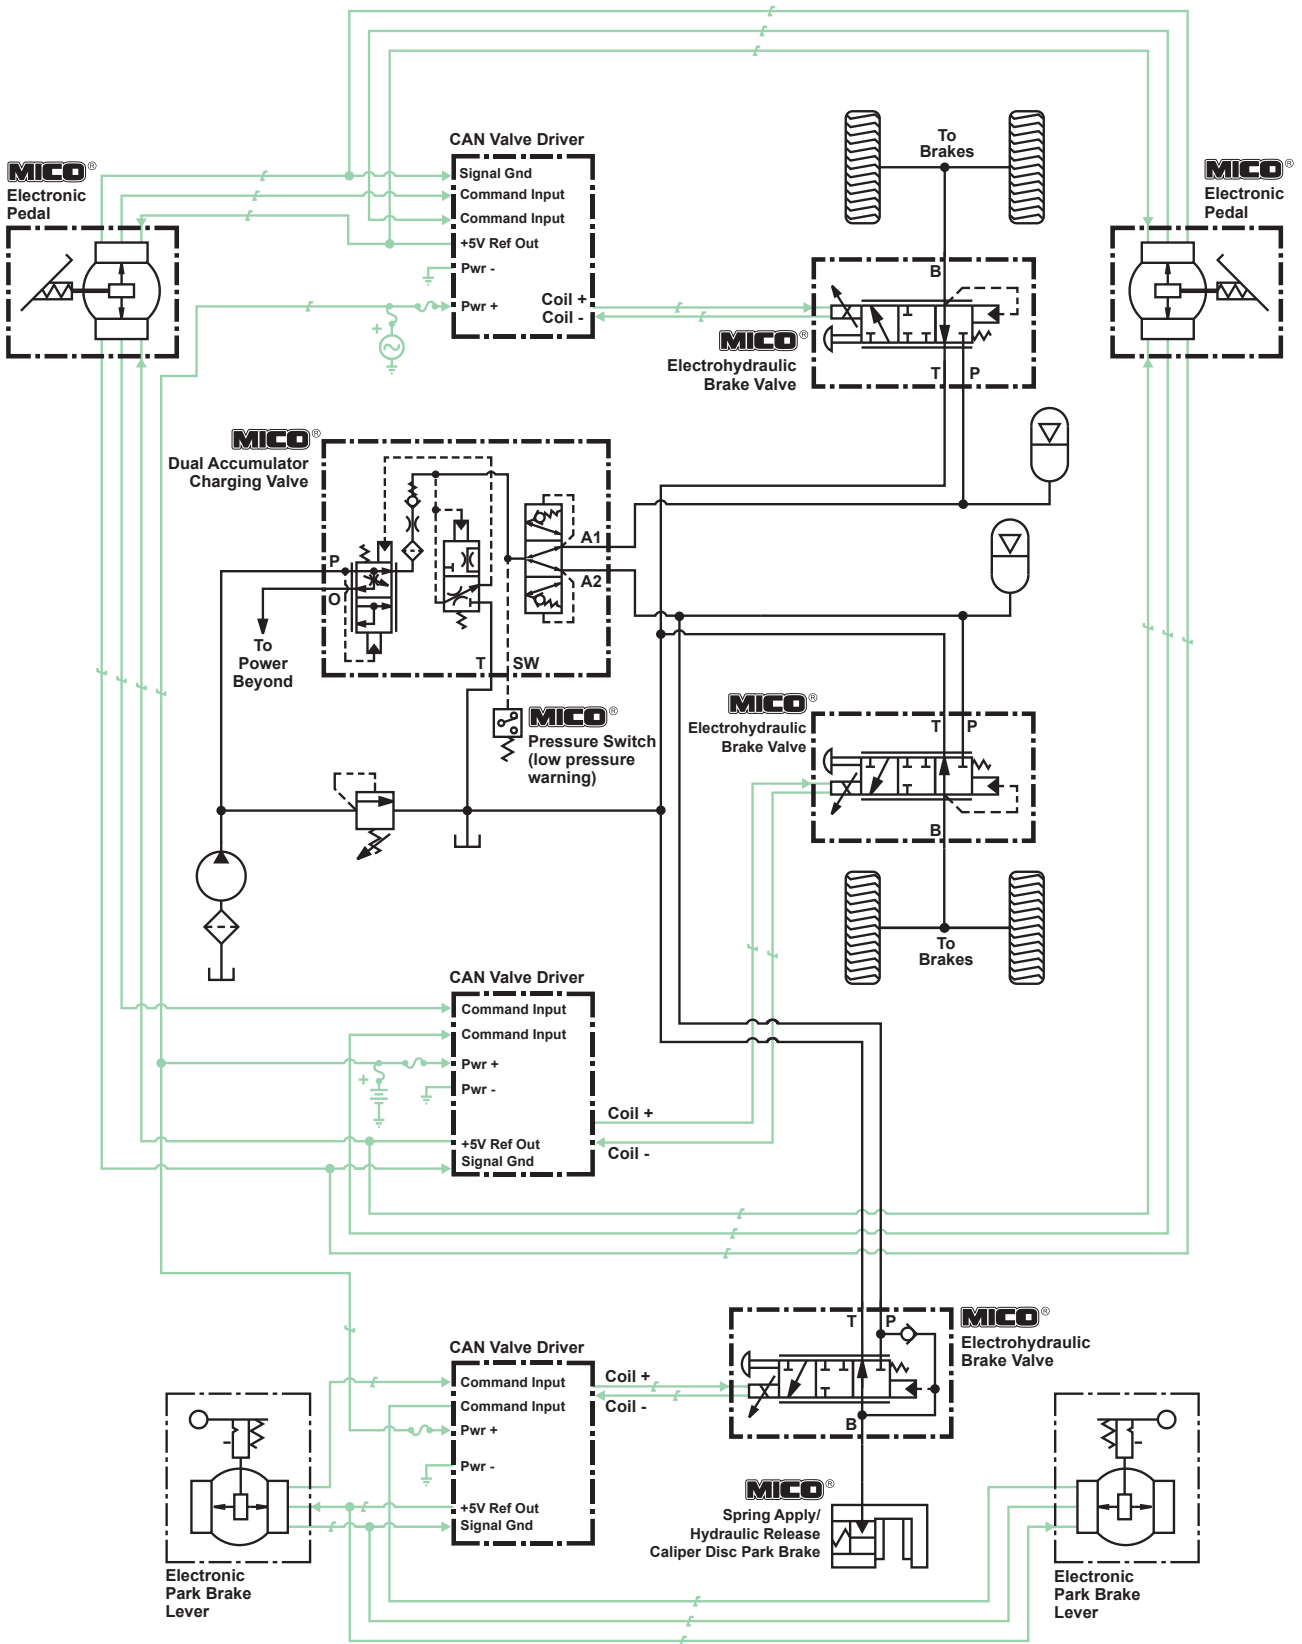 CAN Valve Driver
Signal Gnd
Command Input
Command Input
+5V Ref Out
Pwr -
Pwr +
Coil +
Coil -
+
MICO®
Electronic
Pedal
To
Brakes
MICO®
Electronic
Pedal
B
MICO®
Electrohydraulic
Brake Valve
T
P
MICO®
Dual Accumulator
Charging Valve
A1
A2
P
O
To
Power
Beyond
T
SW
MICO®
Pressure Switch
(low pressure
warning)
MICO®
Electrohydraulic
Brake Valve
T
P
B
To
Brakes
CAN Valve Driver
Command Input
Command Input
Pwr +
+
Pwr -
+5V Ref Out
Signal Gnd
Coil +
Coil -
CAN Valve Driver
Command Input
Command Input
Pwr +
Pwr -
+5V Ref Out
Signal Gnd
Coil +
Coil -
T
P
B
MICO®
Electrohydraulic
Brake Valve
MICO®
Spring Apply/
Hydraulic Release
Caliper Disc Park Brake
Electronic
Park Brake
Lever
Electronic
Park Brake
Lever